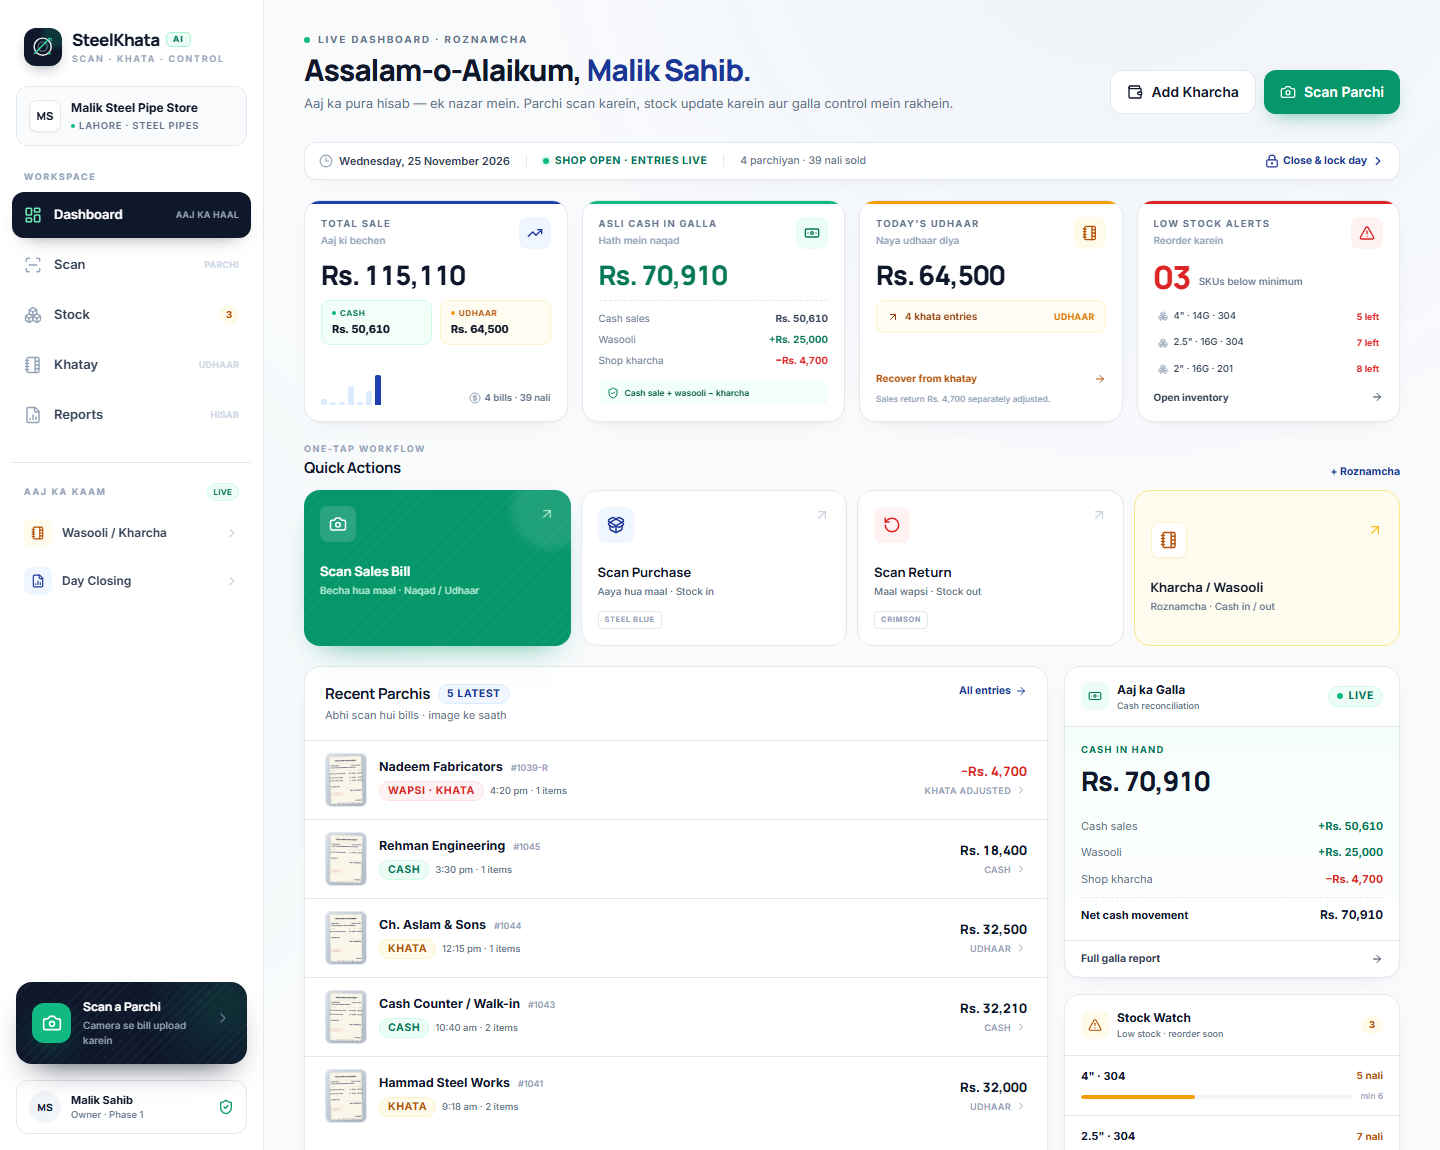 SteelKhata AI
SCAN · KHATA · CONTROL
MS
Malik Steel Pipe Store
LAHORE · STEEL PIPES
WORKSPACE
Dashboard AAJ KA HAAL
Scan PARCHI
Stock 3
Khatay UDHAAR
Reports HISAB
AAJ KA KAAM LIVE
Wasooli / Kharcha
Day Closing
Scan a Parchi
Camera se bill upload
karein
MS
Malik Sahib
Owner · Phase 1
LIVE DASHBOARD · ROZNAMCHA
Assalam-o-Alaikum, Malik Sahib.
Aaj ka pura hisab — ek nazar mein. Parchi scan karein, stock update karein aur galla control mein rakhein.
Add Kharcha
Scan Parchi
Wednesday, 25 November 2026
SHOP OPEN · ENTRIES LIVE
4 parchiyan · 39 nali sold
Close & lock day
TOTAL SALE
Aaj ki bechen
Rs. 115,110
CASH
Rs. 50,610
UDHAAR
Rs. 64,500
4 bills · 39 nali
ASLI CASH IN GALLA
Hath mein naqad
Rs. 70,910
Cash sales Rs. 50,610
Wasooli +Rs. 25,000
Shop kharcha −Rs. 4,700
Cash sale + wasooli − kharcha
TODAY'S UDHAAR
Naya udhaar diya
Rs. 64,500
4 khata entries UDHAAR
Recover from khatay
Sales return Rs. 4,700 separately adjusted.
LOW STOCK ALERTS
Reorder karein
03 SKUs below minimum
4" · 14G · 304 5 left
2.5" · 16G · 304 7 left
2" · 16G · 201 8 left
Open inventory
ONE-TAP WORKFLOW
Quick Actions
+ Roznamcha
Scan Sales Bill
Becha hua maal · Naqad / Udhaar
Scan Purchase
Aaya hua maal · Stock in
STEEL BLUE
Scan Return
Maal wapsi · Stock out
CRIMSON
Kharcha / Wasooli
Roznamcha · Cash in / out
Recent Parchis 5 LATEST
Abhi scan hui bills · image ke saath
All entries
Nadeem Fabricators #1039-R
WAPSI · KHATA 4:20 pm · 1 items
−Rs. 4,700
KHATA ADJUSTED
Rehman Engineering #1045
CASH 3:30 pm · 1 items
Rs. 18,400
CASH
Ch. Aslam & Sons #1044
KHATA 12:15 pm · 1 items
Rs. 32,500
UDHAAR
Cash Counter / Walk-in #1043
CASH 10:40 am · 2 items
Rs. 32,210
CASH
Hammad Steel Works #1041
KHATA 9:18 am · 2 items
Rs. 32,000
UDHAAR
Aaj ka Galla
Cash reconciliation
LIVE
CASH IN HAND
Rs. 70,910
Cash sales +Rs. 50,610
Wasooli +Rs. 25,000
Shop kharcha −Rs. 4,700
Net cash movement Rs. 70,910
Full galla report
Stock Watch
Low stock · reorder soon
3
4" · 304 5 nali
min 6
2.5" · 304 7 nali